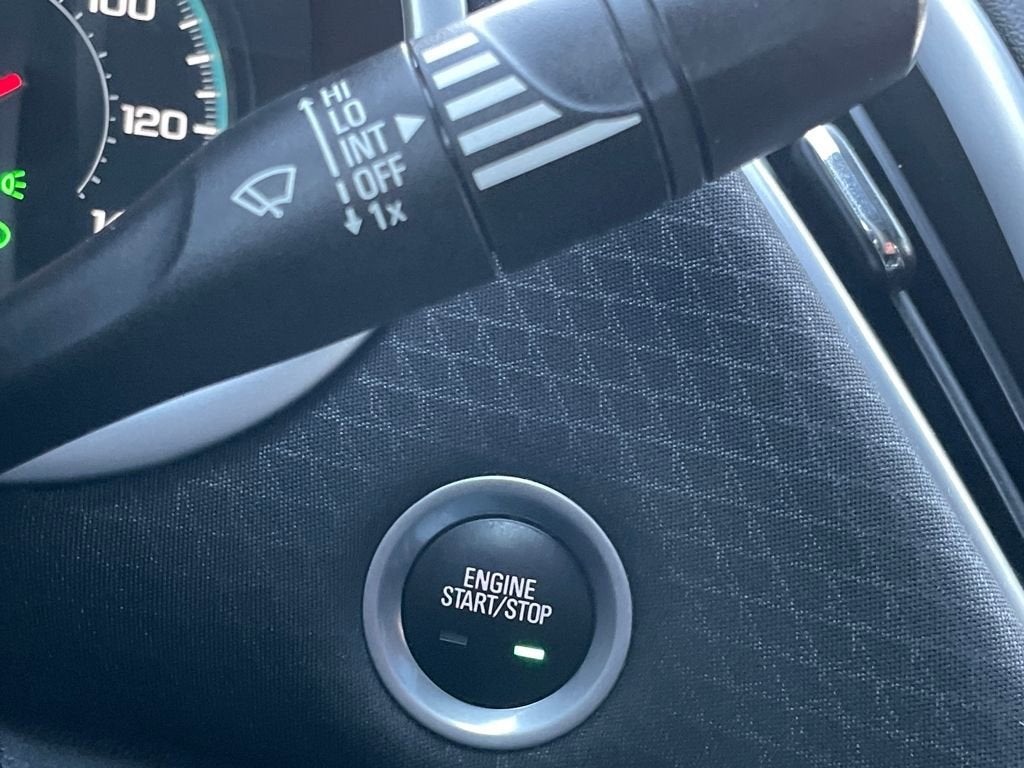 100
120
HI
LO
INT
OFF
1x
ENGINE
START/STOP